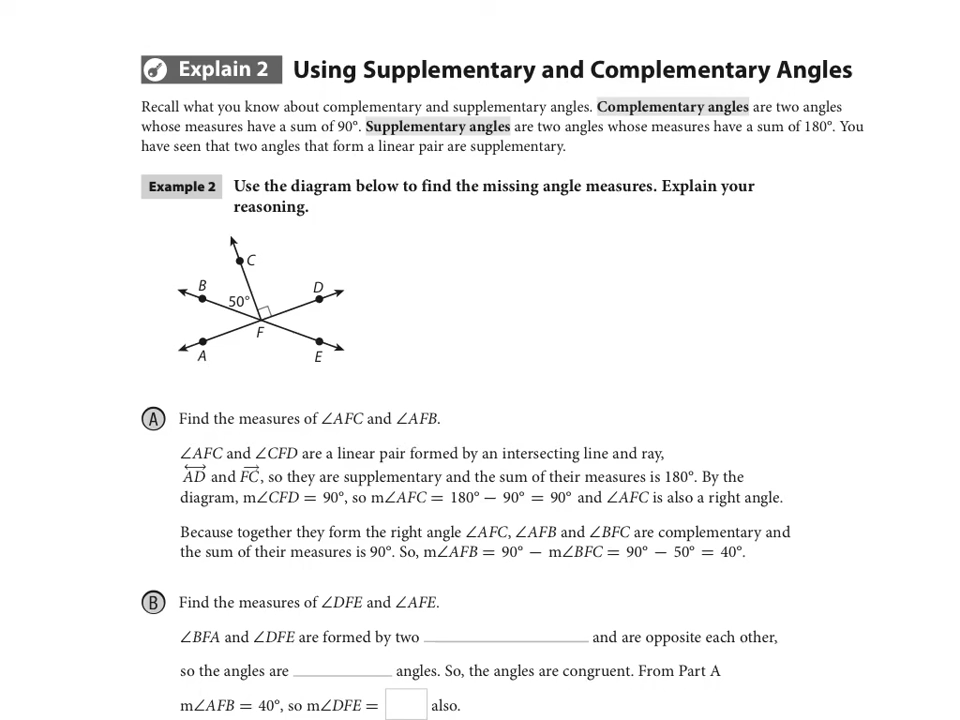 Explain 2 Using Supplementary and Complementary Angles
Recall what you know about complementary and supplementary angles. Complementary angles are two angles
whose measures have a sum of 90°. Supplementary angles are two angles whose measures have a sum of 180°. You
have seen that two angles that form a linear pair are supplementary.
Example 2 Use the diagram below to find the missing angle measures. Explain your
reasoning.
C
B
D
50°
F
A
E
A Find the measures of ∠AFC and ∠AFB.
∠AFC and ∠CFD are a linear pair formed by an intersecting line and ray,
AD and FC, so they are supplementary and the sum of their measures is 180°. By the
diagram, m∠CFD = 90°, so m∠AFC = 180° − 90° = 90° and ∠AFC is also a right angle.
Because together they form the right angle ∠AFC, ∠AFB and ∠BFC are complementary and
the sum of their measures is 90°. So, m∠AFB = 90° − m∠BFC = 90° − 50° = 40°.
B Find the measures of ∠DFE and ∠AFE.
∠BFA and ∠DFE are formed by two ____ and are opposite each other,
so the angles are ____ angles. So, the angles are congruent. From Part A
m∠AFB = 40°, so m∠DFE = also.